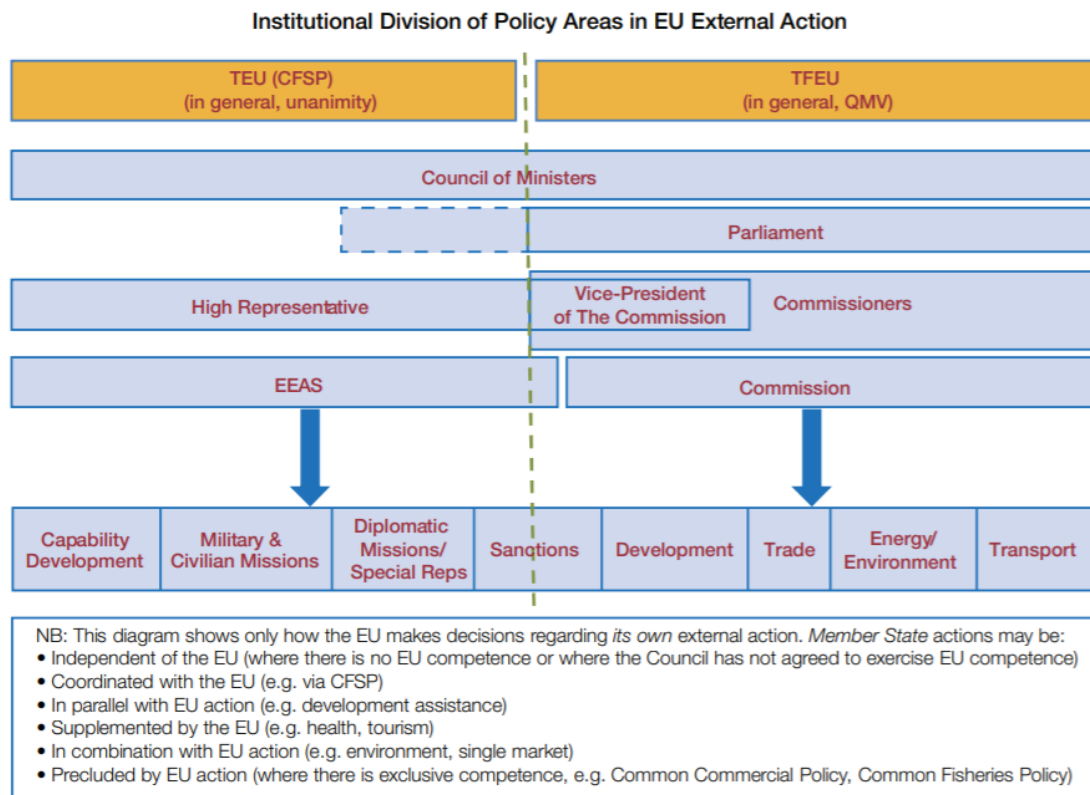 Institutional Division of Policy Areas in EU External Action
TEU (CFSP)
(in general, unanimity)
TFEU
(in general, QMV)
Council of Ministers
Parliament
High Representative
Vice-President
of The Commission
Commissioners
EEAS
Commission
Capability
Development
Military &
Civilian Missions
Diplomatic
Missions/
Special Reps
Sanctions
Development
Trade
Energy/
Environment
Transport
NB: This diagram shows only how the EU makes decisions regarding its own external action. Member State actions may be:
• Independent of the EU (where there is no EU competence or where the Council has not agreed to exercise EU competence)
• Coordinated with the EU (e.g. via CFSP)
• In parallel with EU action (e.g. development assistance)
• Supplemented by the EU (e.g. health, tourism)
• In combination with EU action (e.g. environment, single market)
• Precluded by EU action (where there is exclusive competence, e.g. Common Commercial Policy, Common Fisheries Policy)